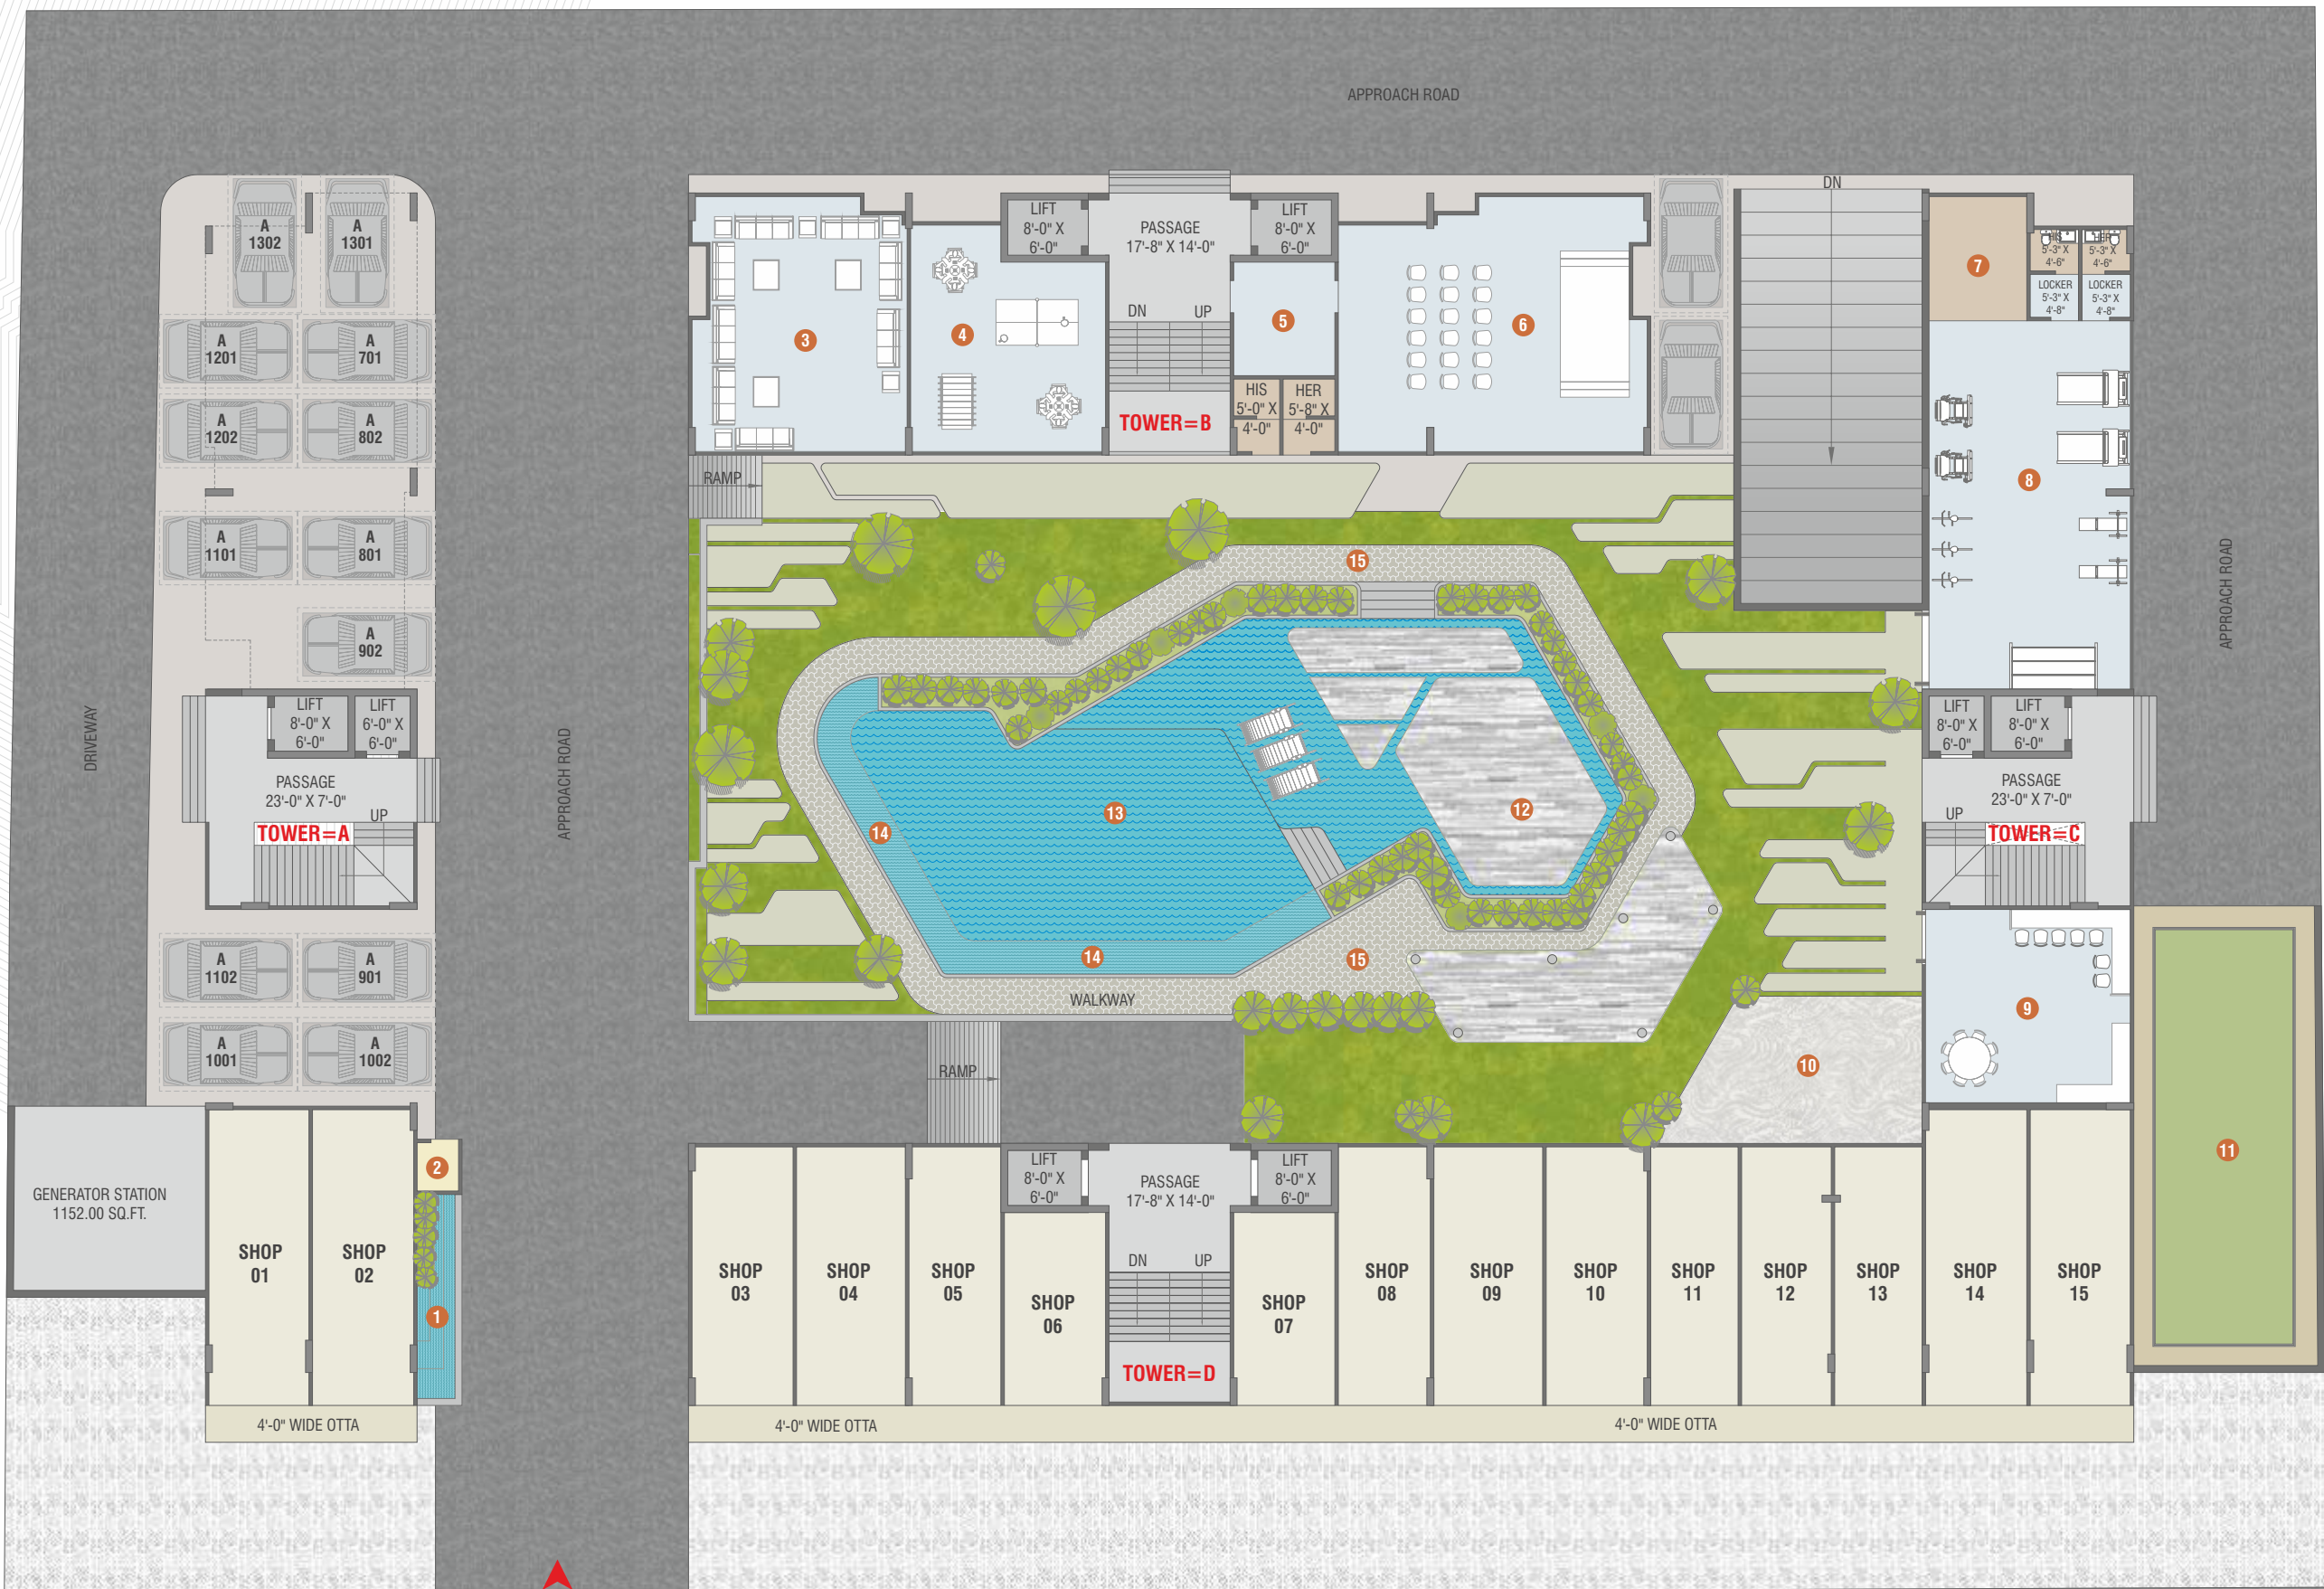 APPROACH ROAD
DN
LIFT
8'-0" X
6'-0"
PASSAGE
17'-8" X 14'-0"
LIFT
8'-0" X
6'-0"
A
1302
A
1301
HIS
5'-3" X
4'-6"
HER
5'-3" X
4'-6"
7
LOCKER
5'-3" X
4'-8"
LOCKER
5'-3" X
4'-8"
DN
UP
5
6
3
4
A
1201
A
701
HIS
5'-0" X
4'-0"
HER
5'-8" X
4'-0"
TOWER=B
A
1202
A
802
RAMP
8
A
1101
A
801
15
APPROACH ROAD
A
902
LIFT
8'-0" X
6'-0"
LIFT
6'-0" X
6'-0"
DRIVEWAY
APPROACH ROAD
PASSAGE
23'-0" X 7'-0"
UP
TOWER=A
LIFT
8'-0" X
6'-0"
LIFT
8'-0" X
6'-0"
PASSAGE
23'-0" X 7'-0"
UP
TOWER=C
13
12
14
14
15
WALKWAY
A
1102
A
901
9
A
1001
A
1002
RAMP
10
11
2
GENERATOR STATION
1152.00 SQ.FT.
LIFT
8'-0" X
6'-0"
PASSAGE
17'-8" X 14'-0"
LIFT
8'-0" X
6'-0"
DN
UP
SHOP
01
SHOP
02
1
SHOP
03
SHOP
04
SHOP
05
SHOP
06
SHOP
07
SHOP
08
SHOP
09
SHOP
10
SHOP
11
SHOP
12
SHOP
13
SHOP
14
SHOP
15
TOWER=D
4'-0" WIDE OTTA
4'-0" WIDE OTTA
4'-0" WIDE OTTA